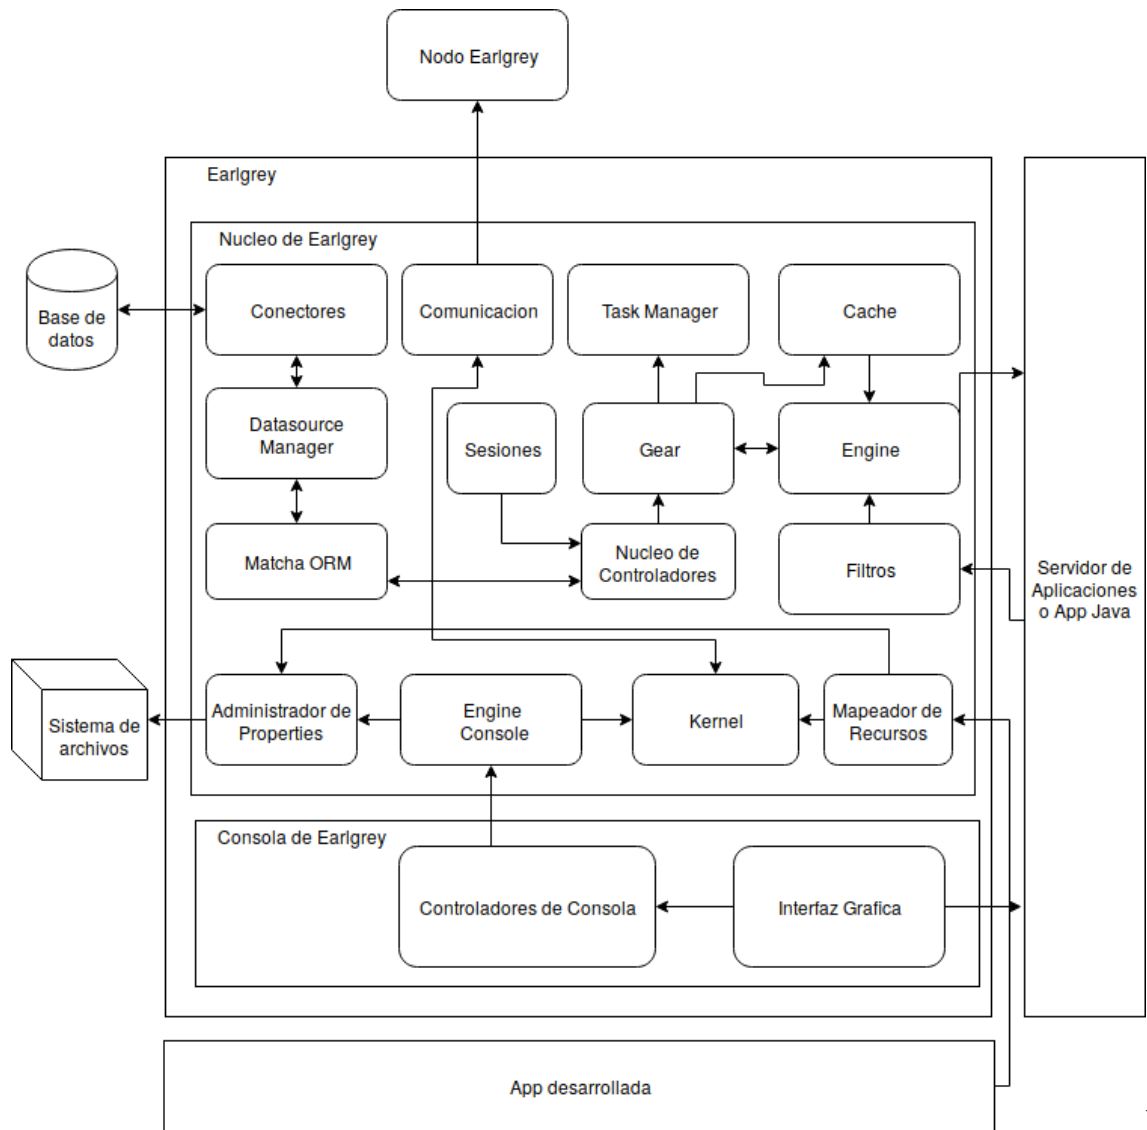 Nodo Earlgrey
Earlgrey
Nucleo de Earlgrey
Conectores
Comunicacion
Task Manager
Cache
Base de
datos
Datasource
Manager
Sesiones
Gear
Engine
Matcha ORM
Nucleo de
Controladores
Filtros
Servidor de
Aplicaciones
o App Java
Sistema de
archivos
Administrador de
Properties
Engine
Console
Kernel
Mapeador de
Recursos
Consola de Earlgrey
Controladores de Consola
Interfaz Grafica
App desarrollada